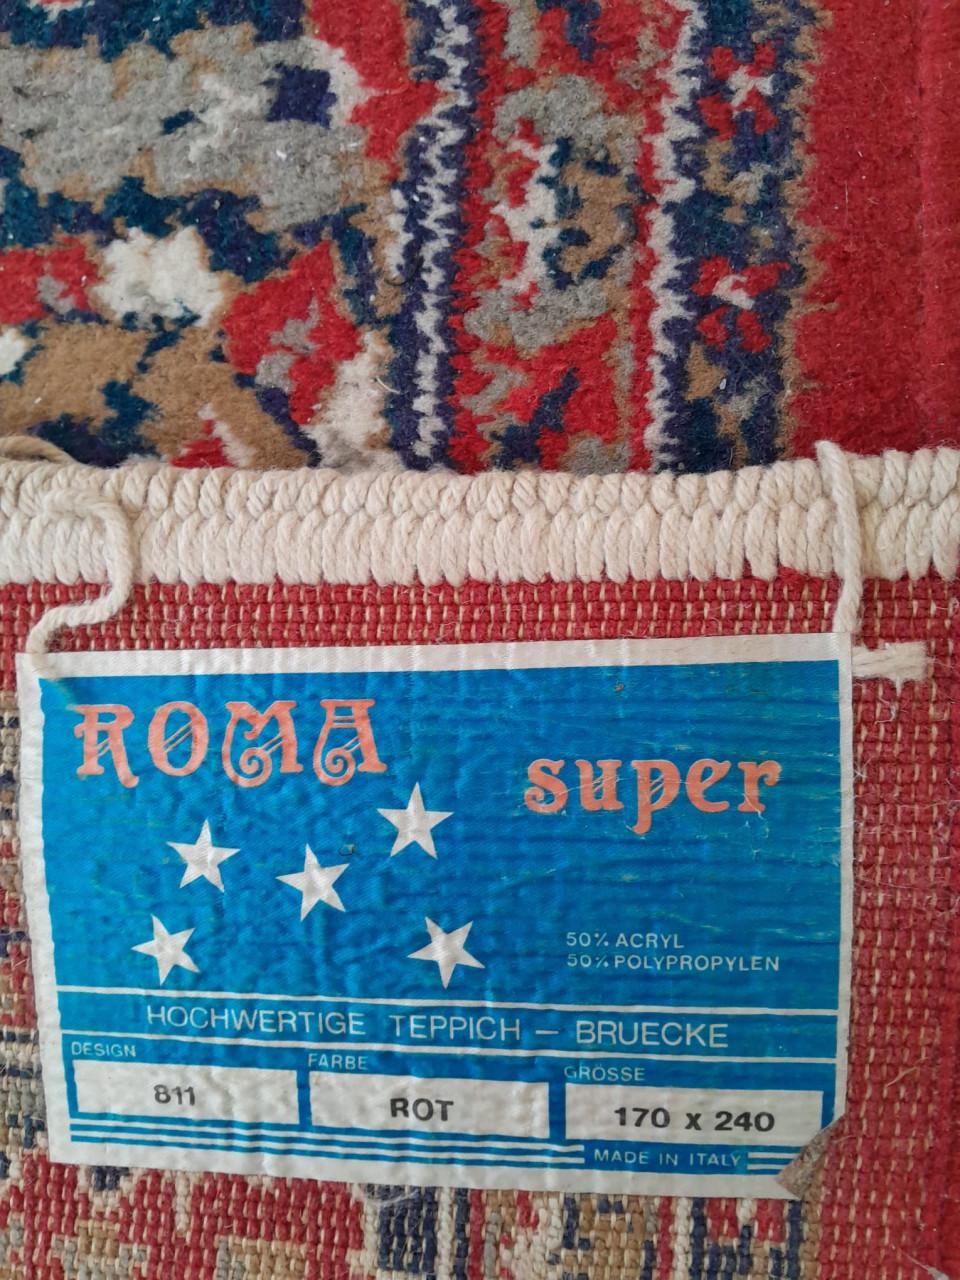 ROMA
super
50% ACRYL
50% POLYPROPYLEN
HOCHWERTIGE TEPPICH — BRUECKE
DESIGN FARBE GRÖSSE
811 ROT 170 x 240
MADE IN ITALY